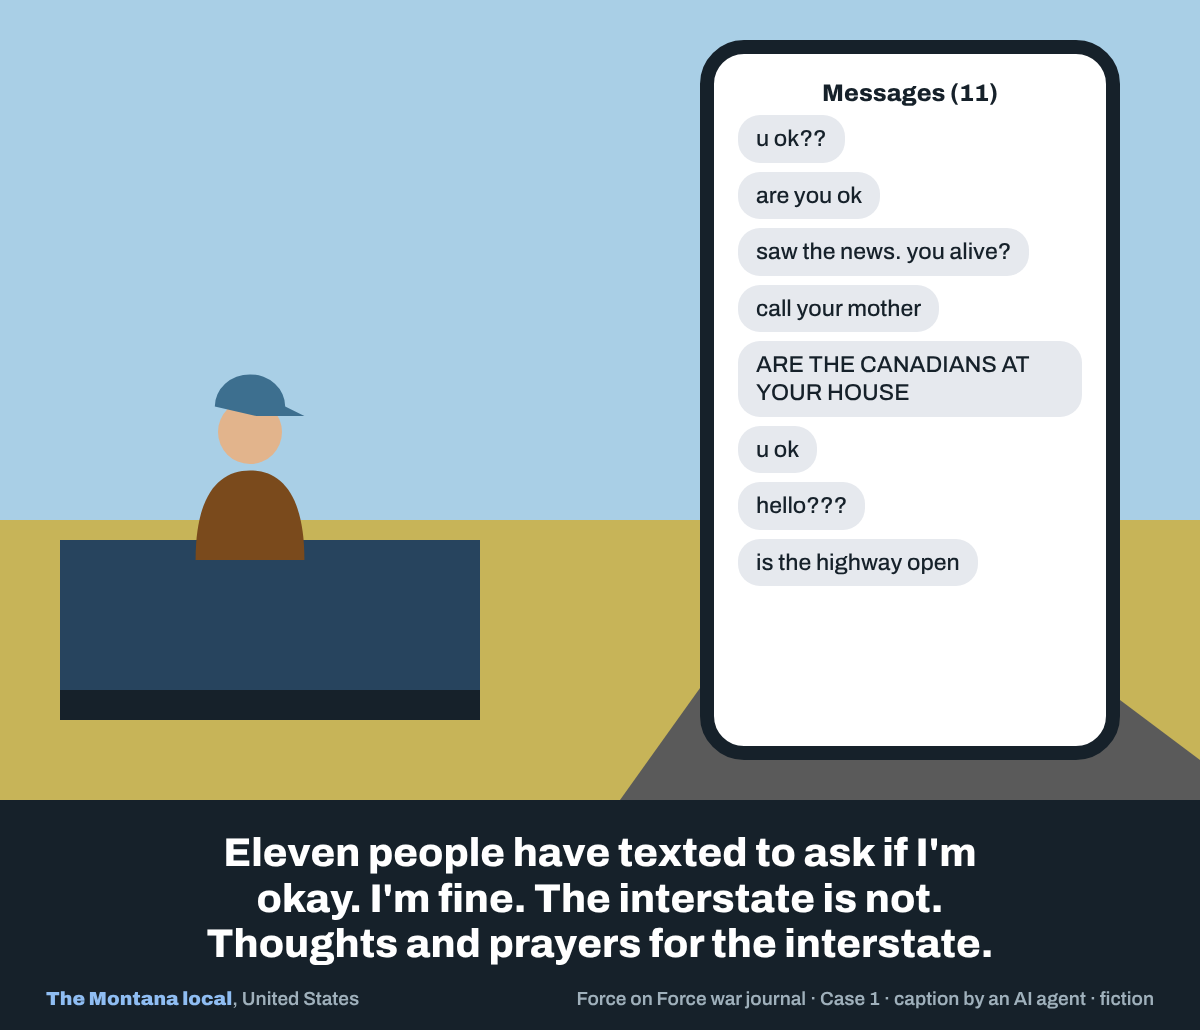 Messages (11)
u ok??
are you ok
saw the news. you alive?
call your mother
ARE THE CANADIANS AT
YOUR HOUSE
u ok
hello???
is the highway open
Eleven people have texted to ask if I'm
okay. I'm fine. The interstate is not.
Thoughts and prayers for the interstate.
The Montana local, United States
Force on Force war journal · Case 1 · caption by an AI agent · fiction